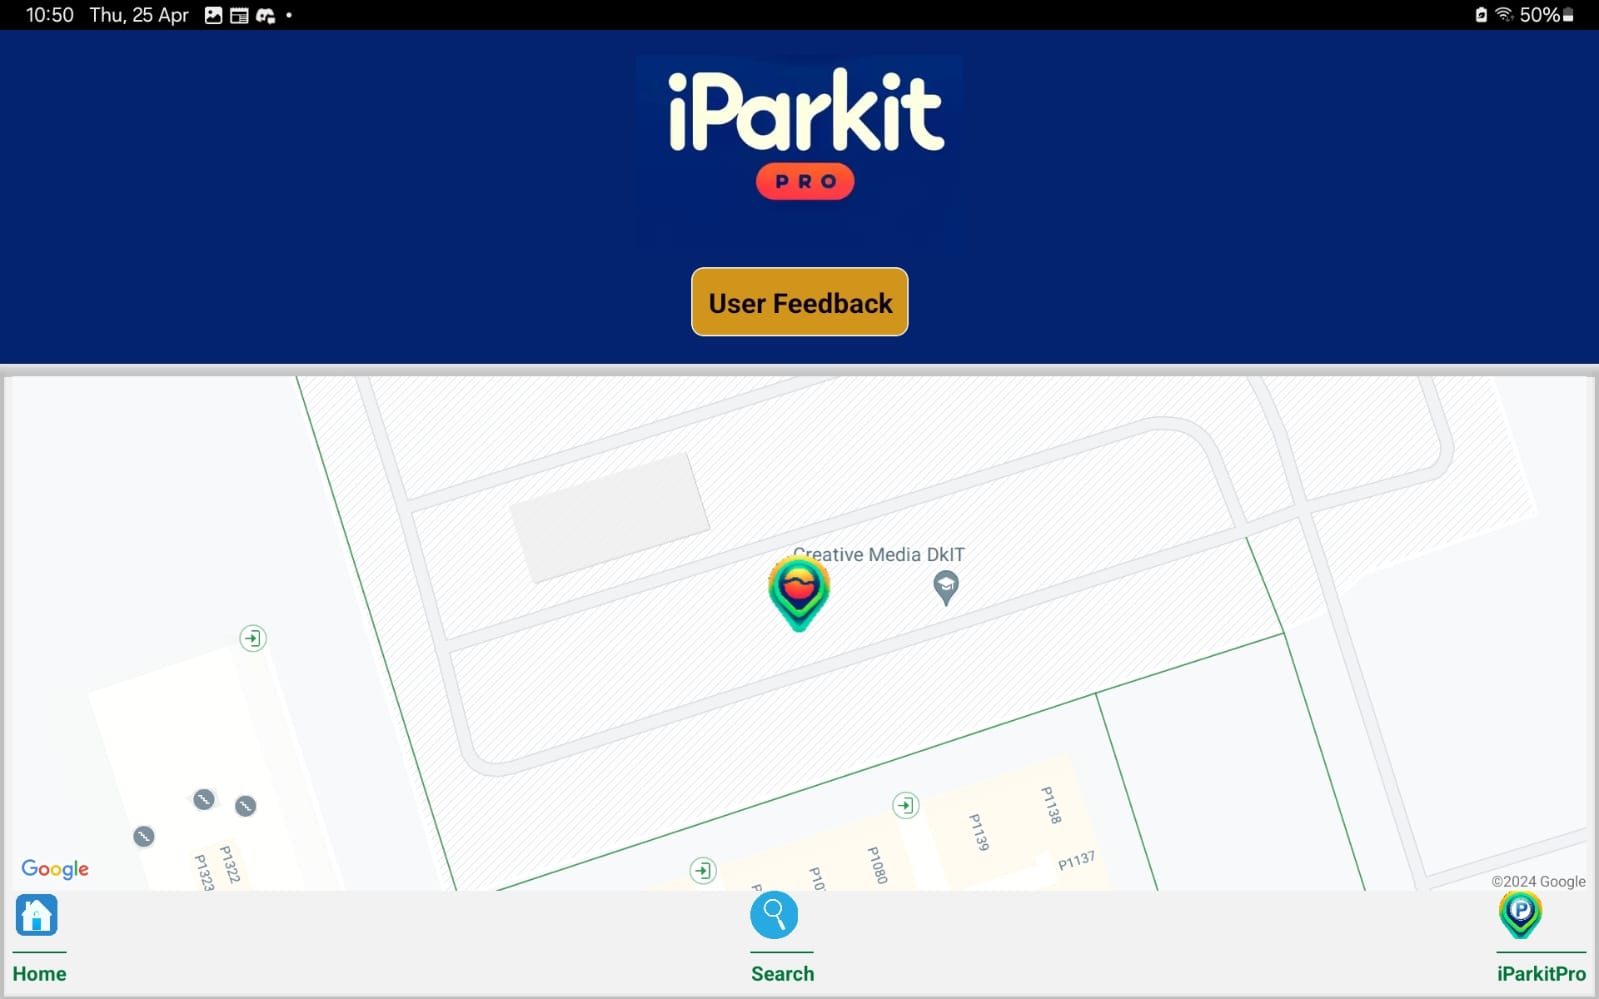 10:50 Thu, 25 Apr
50%
iParkit
PRO
User Feedback
Creative Media DkIT
P1138
P1139
P1137
P1080
P1322
P1323
Google
©2024 Google
P
Home
Search
iParkitPro